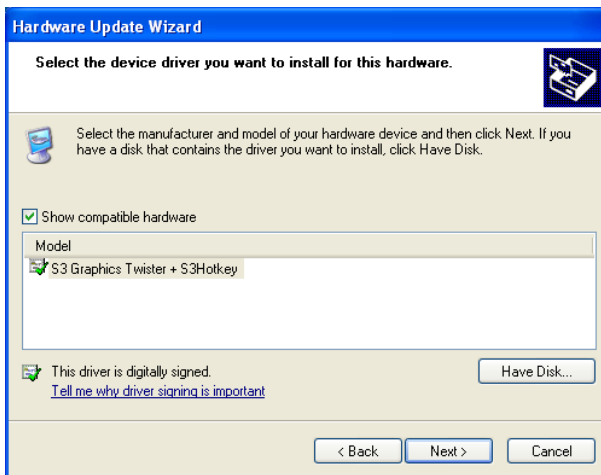 Hardware Update Wizard
Select the device driver you want to install for this hardware.
Select the manufacturer and model of your hardware device and then click Next. If you
have a disk that contains the driver you want to install, click Have Disk.
Show compatible hardware
Model
S3 Graphics Twister + S3Hotkey
This driver is digitally signed.
Have Disk...
Tell me why driver signing is important
< Back
Next >
Cancel